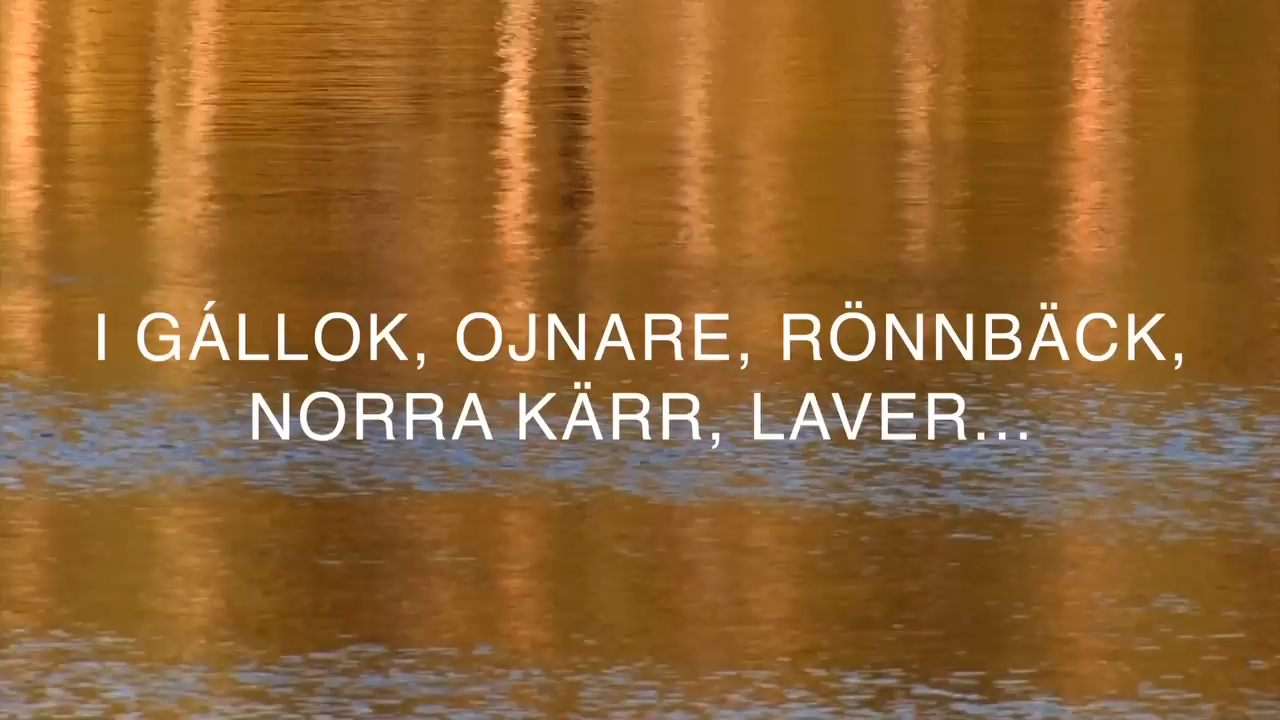 I GÁLLOK, OJNARE, RÖNNBÄCK,
NORRA KÄRR, LAVER...